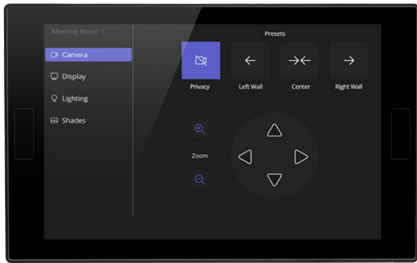 Meeting Room 1
Camera
Display
Lighting
Shades
Presets
Privacy
Left Wall
Center
Right Wall
Zoom